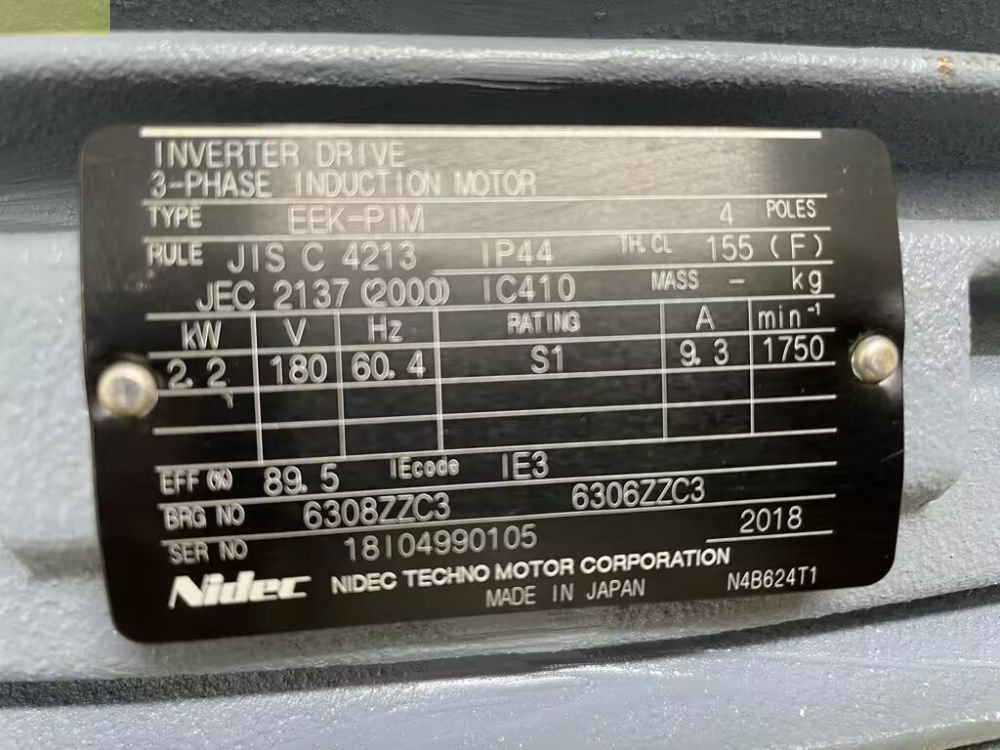 INVERTER DRIVE
3-PHASE INDUCTION MOTOR
TYPE EEK-P1M 4 POLES
RULE JIS C 4213 IP44 TH.CL 155 (F)
JEC 2137 (2000) IC410 MASS — kg
kW V Hz RATING A min⁻¹
2.2 180 60.4 S1 9.3 1750
EFF (%) 89.5 IEcode IE3
BRG NO 6308ZZC3 6306ZZC3
SER NO 18I04990105 2018
Nidec NIDEC TECHNO MOTOR CORPORATION
MADE IN JAPAN N4B624T1